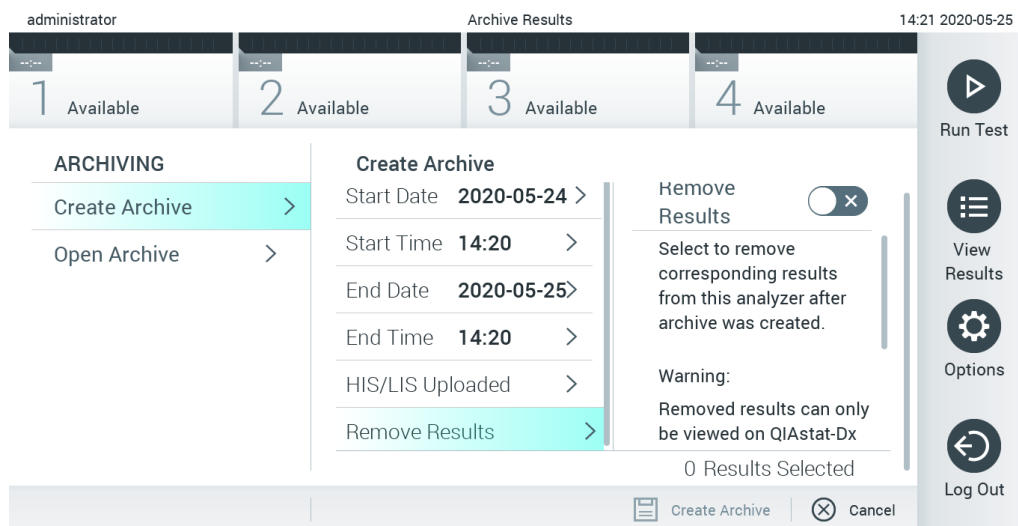 administrator
Archive Results
14:21 2020-05-25
--:--
--:--
--:--
--:--
1 Available
2 Available
3 Available
4 Available
Run Test
View
Results
Options
Log Out
ARCHIVING
Create Archive
Open Archive
Create Archive
Start Date 2020-05-24
Start Time 14:20
End Date 2020-05-25
End Time 14:20
HIS/LIS Uploaded
Remove Results
Remove
Results
Select to remove
corresponding results
from this analyzer after
archive was created.
Warning:
Removed results can only
be viewed on QIAstat-Dx
0 Results Selected
Create Archive
Cancel